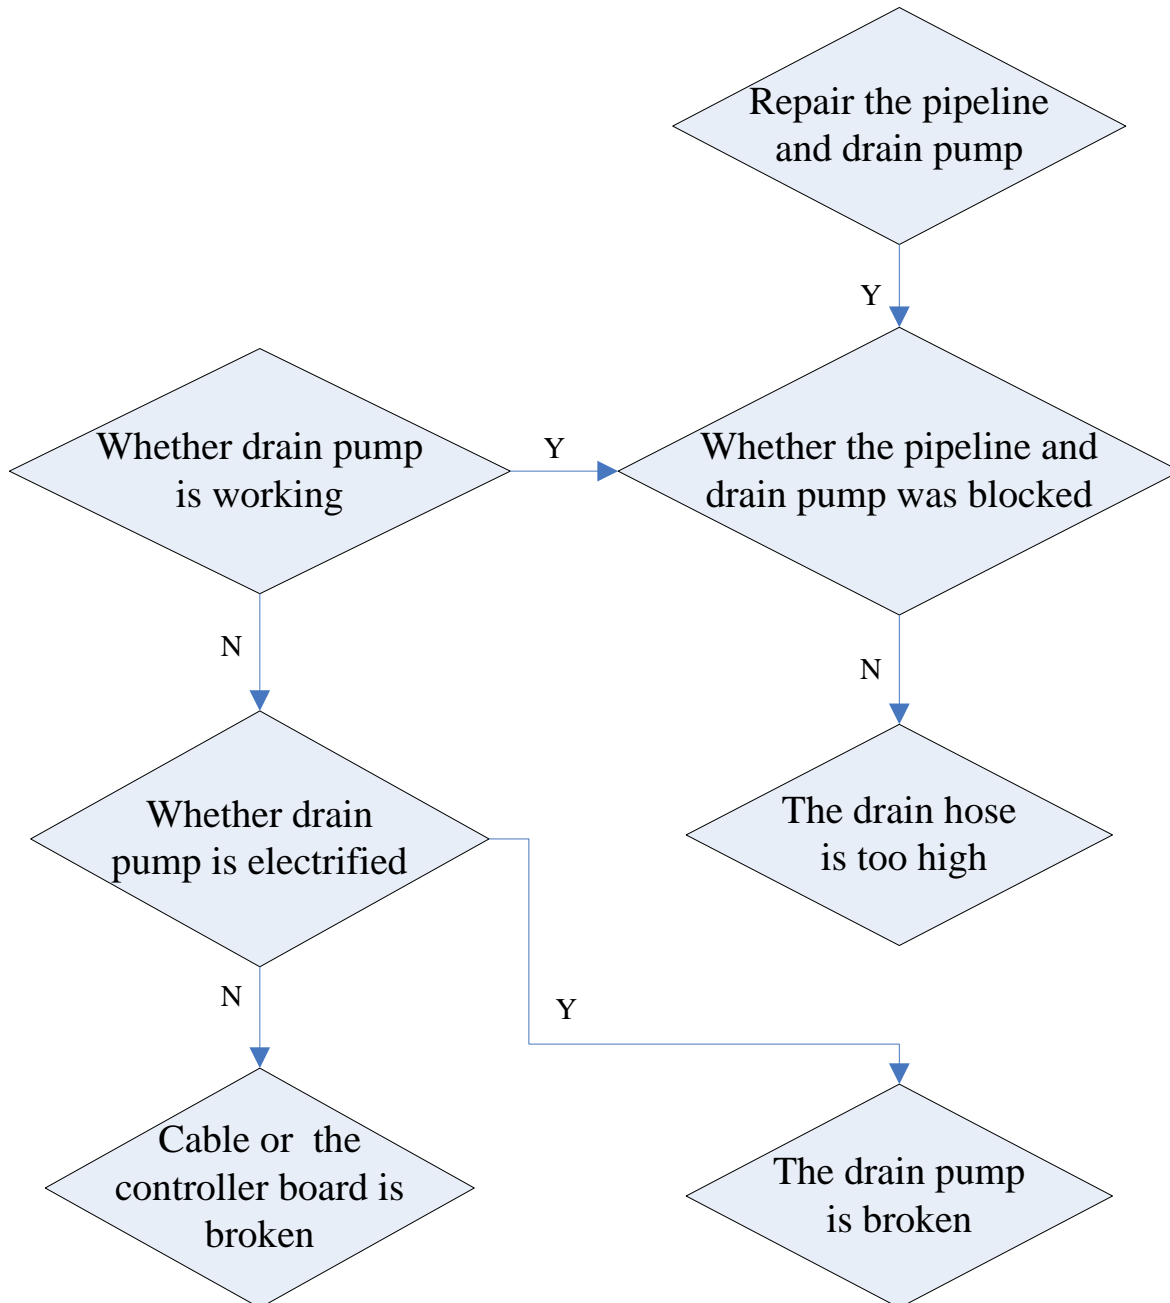 Repair the pipeline
and drain pump
Y
Whether drain pump
is working
Y
Whether the pipeline and
drain pump was blocked
N
N
Whether drain
pump is electrified
The drain hose
is too high
N
Y
Cable or  the
controller board is
broken
The drain pump
is broken